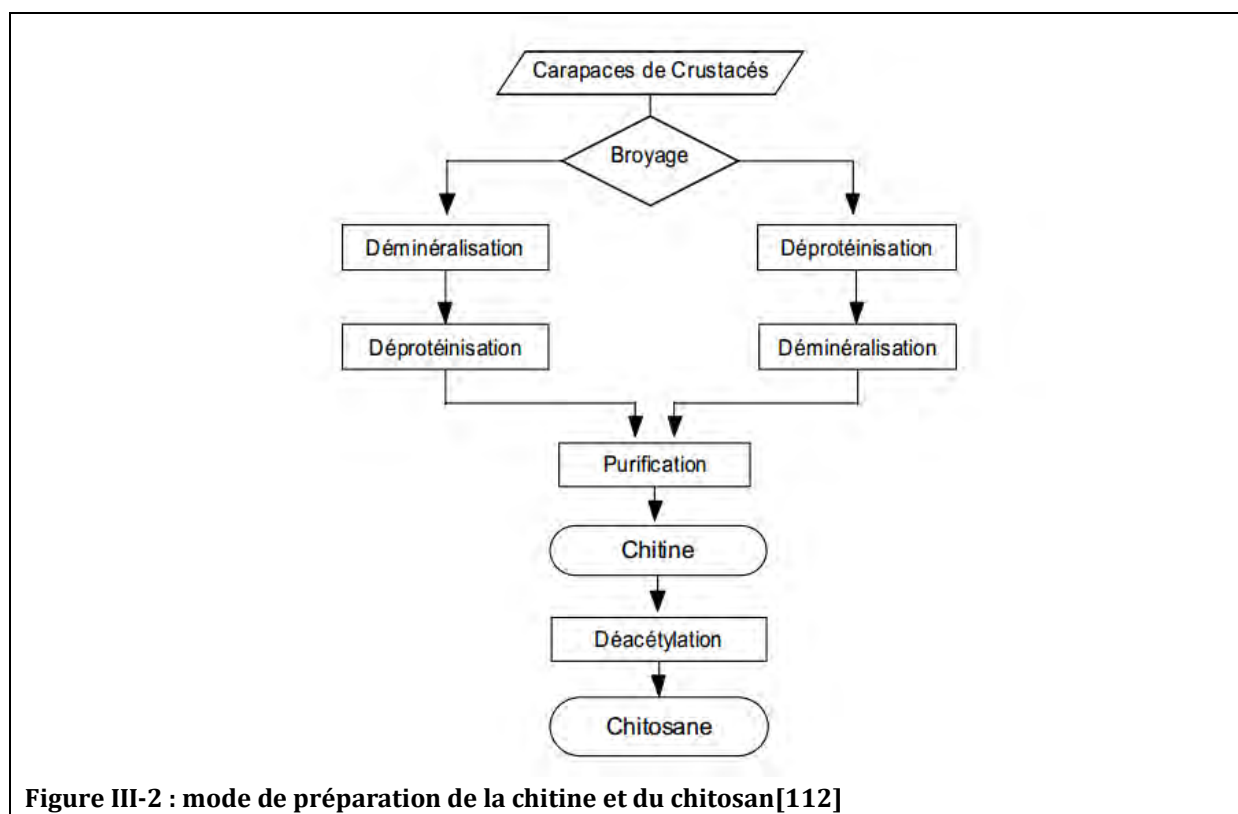 Carapaces de Crustacés
Broyage
Déminéralisation
Déprotéinisation
Déprotéinisation
Déminéralisation
Purification
Chitine
Déacétylation
Chitosane
Figure III-2 : mode de préparation de la chitine et du chitosan[112]